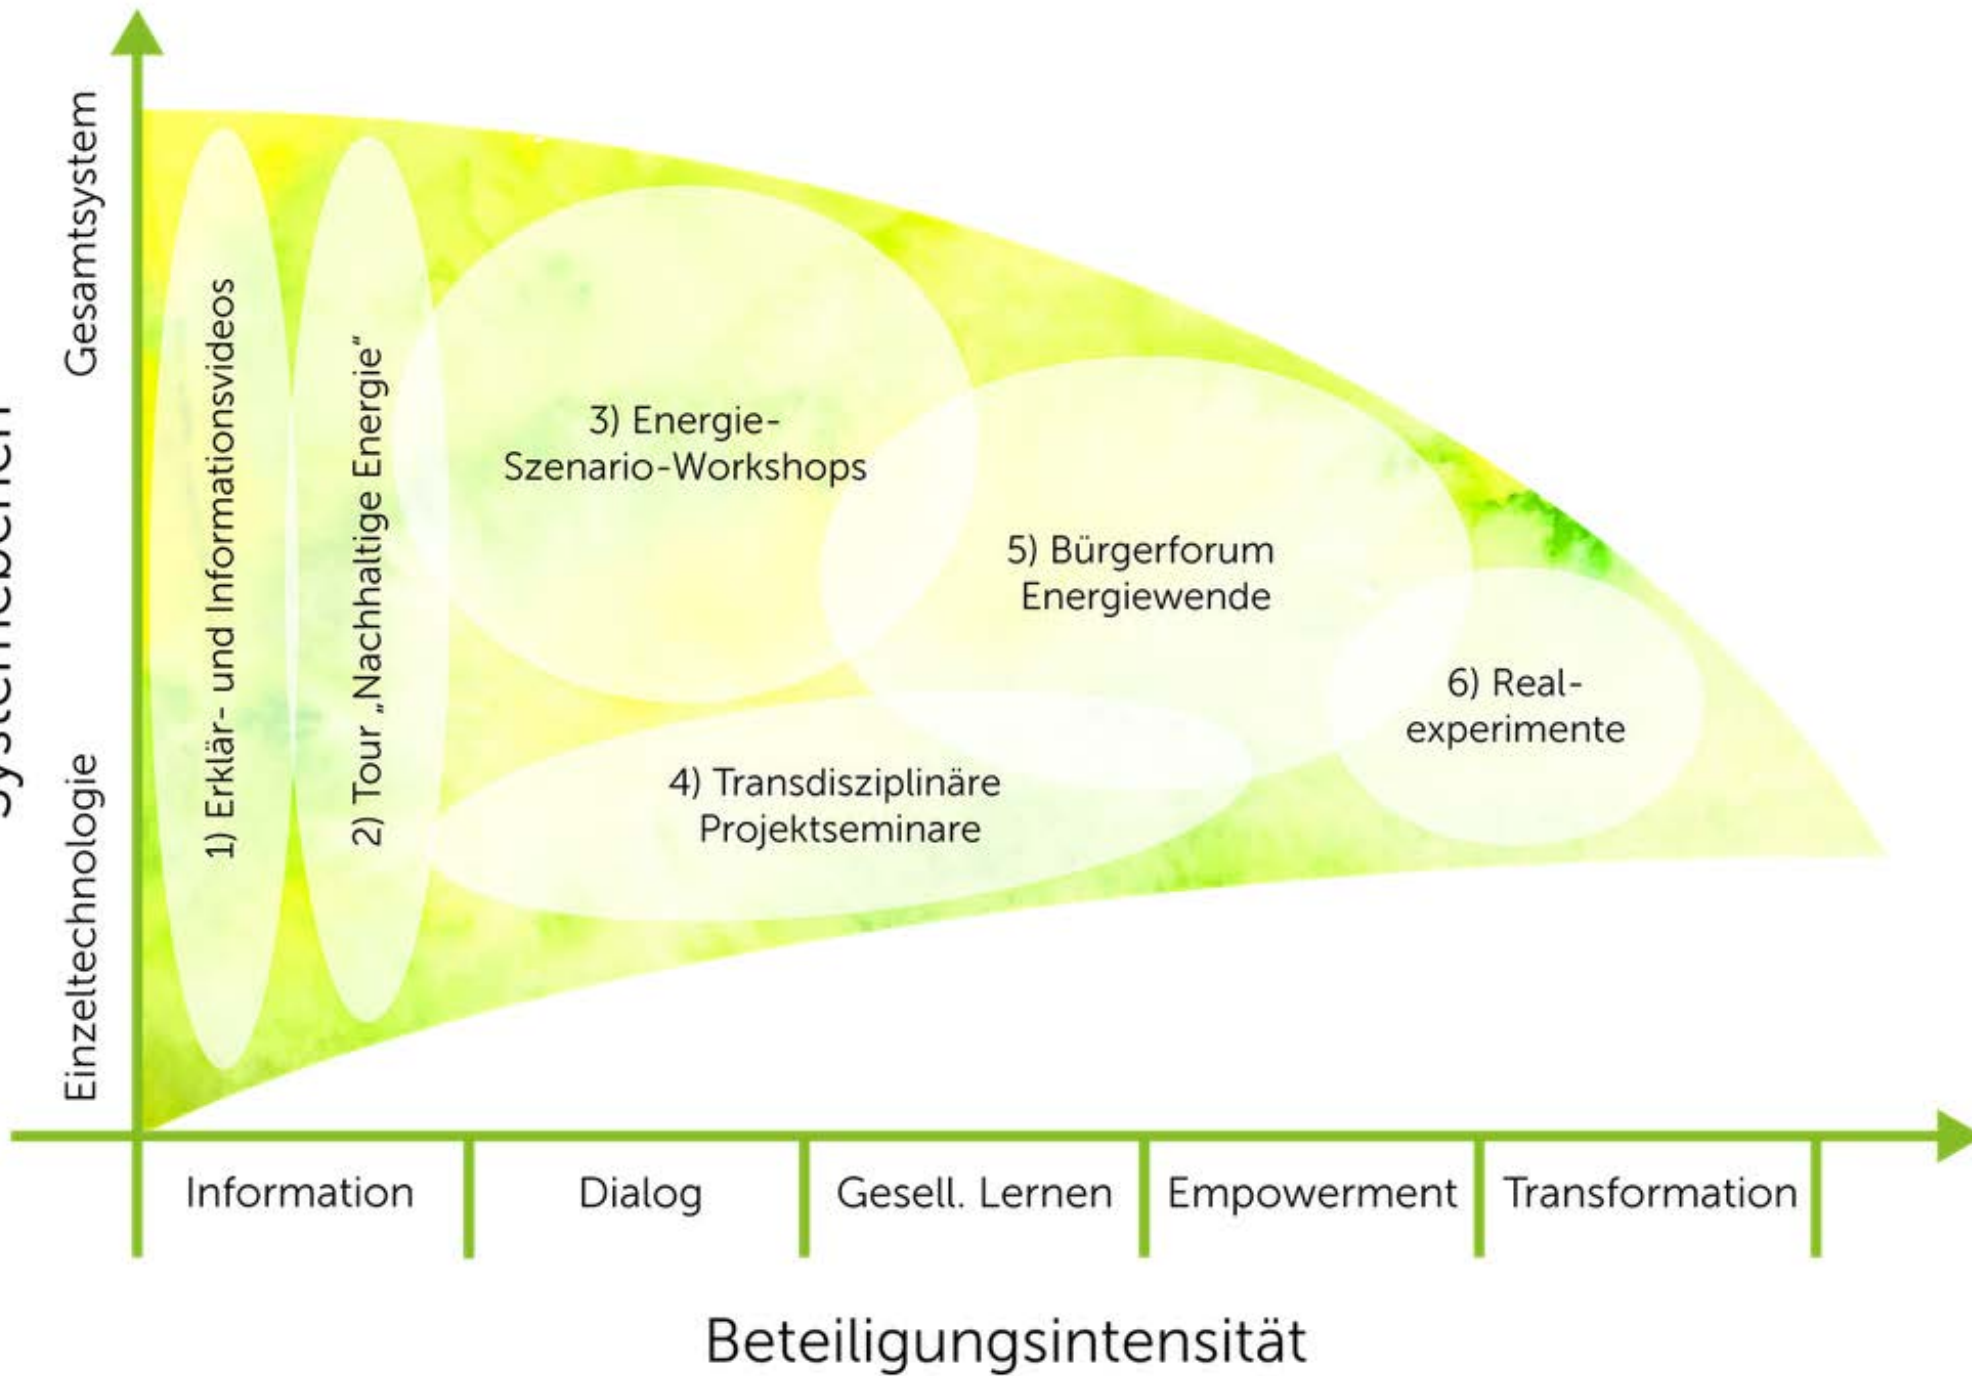 Gesamtsystem
Einzeltechnologie
1) Erklär- und Informationsvideos
2) Tour „Nachhaltige Energie“
3) Energie-
Szenario-Workshops
5) Bürgerforum
Energiewende
6) Real-
experimente
4) Transdisziplinäre
Projektseminare
Information
Dialog
Gesell. Lernen
Empowerment
Transformation
Beteiligungsintensität